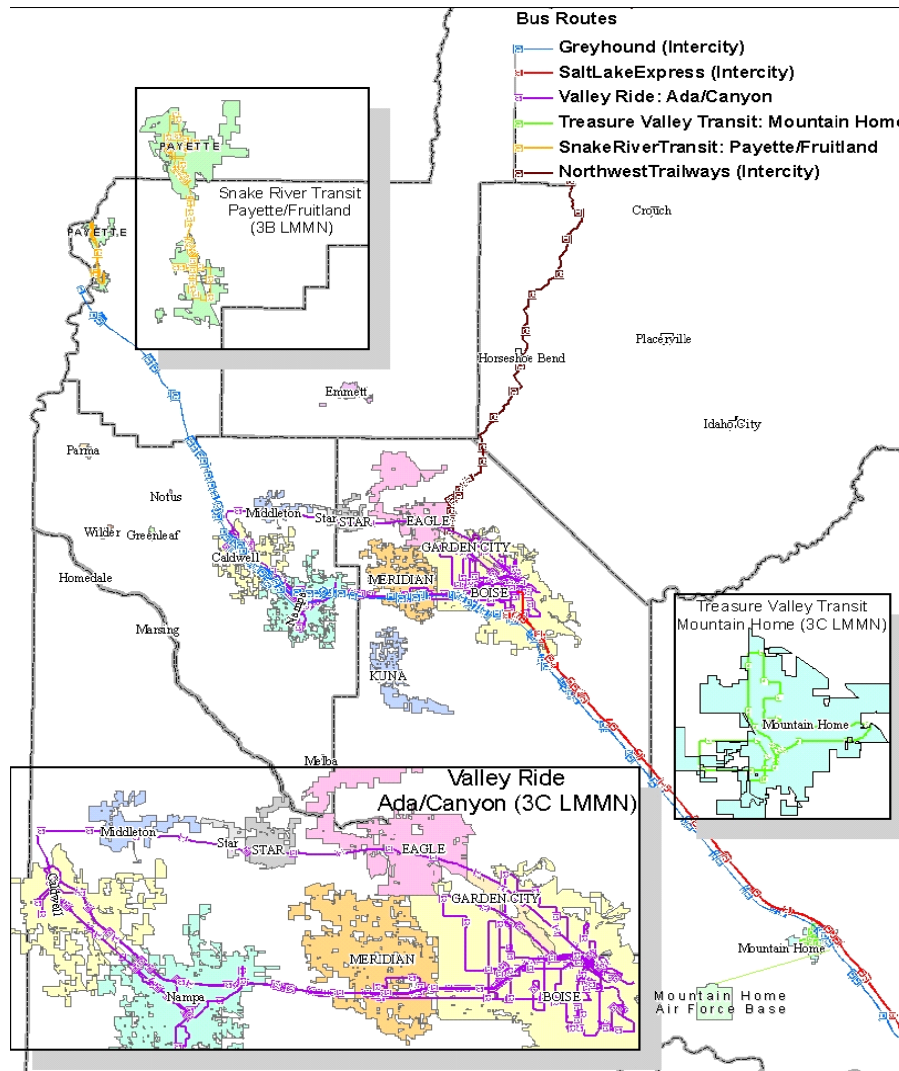 Bus Routes
Greyhound (Intercity)
SaltLakeExpress (Intercity)
Valley Ride: Ada/Canyon
Treasure Valley Transit: Mountain Home
SnakeRiverTransit: Payette/Fruitland
NorthwestTrailways (Intercity)
PAYETTE
Snake River Transit
Payette/Fruitland
(3B LMMN)
PAYETTE
Crouch
Placerville
Horseshoe Bend
Emmett
Idaho City
Parma
Notus
Middleton
Star
STAR
EAGLE
Wilder
Greenleaf
Caldwell
GARDEN CITY
MERIDIAN
BOISE
Homedale
Nampa
Marsing
KUNA
Melba
Treasure Valley Transit
Mountain Home (3C LMMN)
Mountain Home
Valley Ride
Ada/Canyon (3C LMMN)
Middleton
Star
STAR
EAGLE
Caldwell
GARDEN CITY
MERIDIAN
Nampa
BOISE
Mountain Home
Mountain Home
Air Force Base